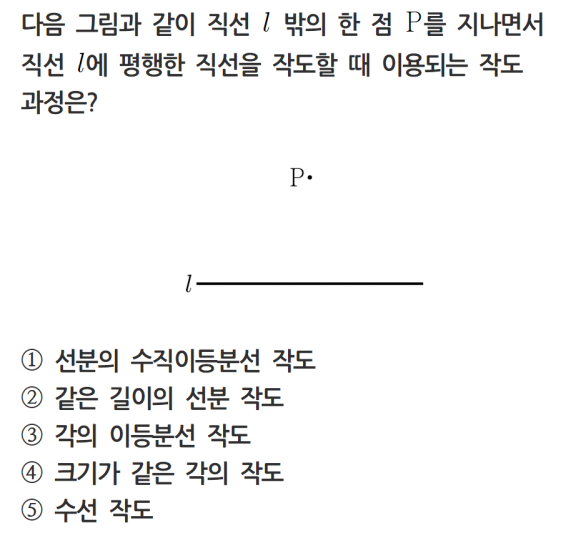 다음 그림과 같이 직선 l 밖의 한 점 P를 지나면서
직선 l에 평행한 직선을 작도할 때 이용되는 작도
과정은?
P
l
① 선분의 수직이등분선 작도
② 같은 길이의 선분 작도
③ 각의 이등분선 작도
④ 크기가 같은 각의 작도
⑤ 수선 작도